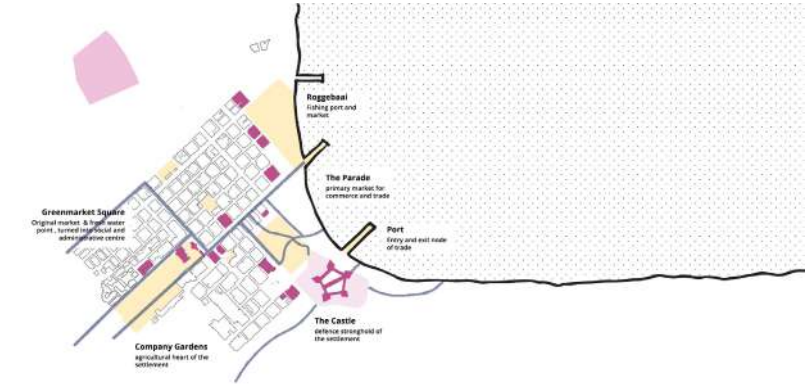 Roggebaai
Fishing port and
market
The Parade
primary market for
commerce and trade
Greenmarket Square
Original market & fresh water
point , turned into social and
administrative centre
Port
Entry and exit node
of trade
The Castle
defence stronghold of
the settlement
Company Gardens
agricultural heart of the
settlement